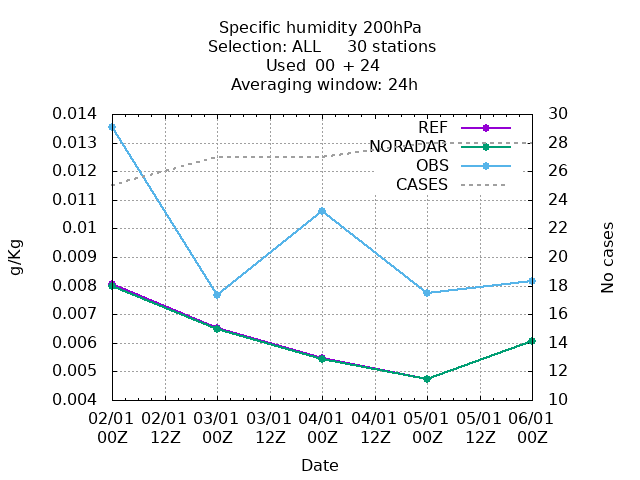 Specific humidity 200hPa
Selection: ALL 30 stations
Used 00 + 24
Averaging window: 24h
0.014 30
0.013 28
0.012 26
0.011 24
0.01 22
0.009 20
0.008 18
0.007 16
0.006 14
0.005 12
0.004 10
REF
NORADAR
OBS
CASES
g/Kg
No cases
02/01 02/01 03/01 03/01 04/01 04/01 05/01 05/01 06/01
00Z 12Z 00Z 12Z 00Z 12Z 00Z 12Z 00Z
Date